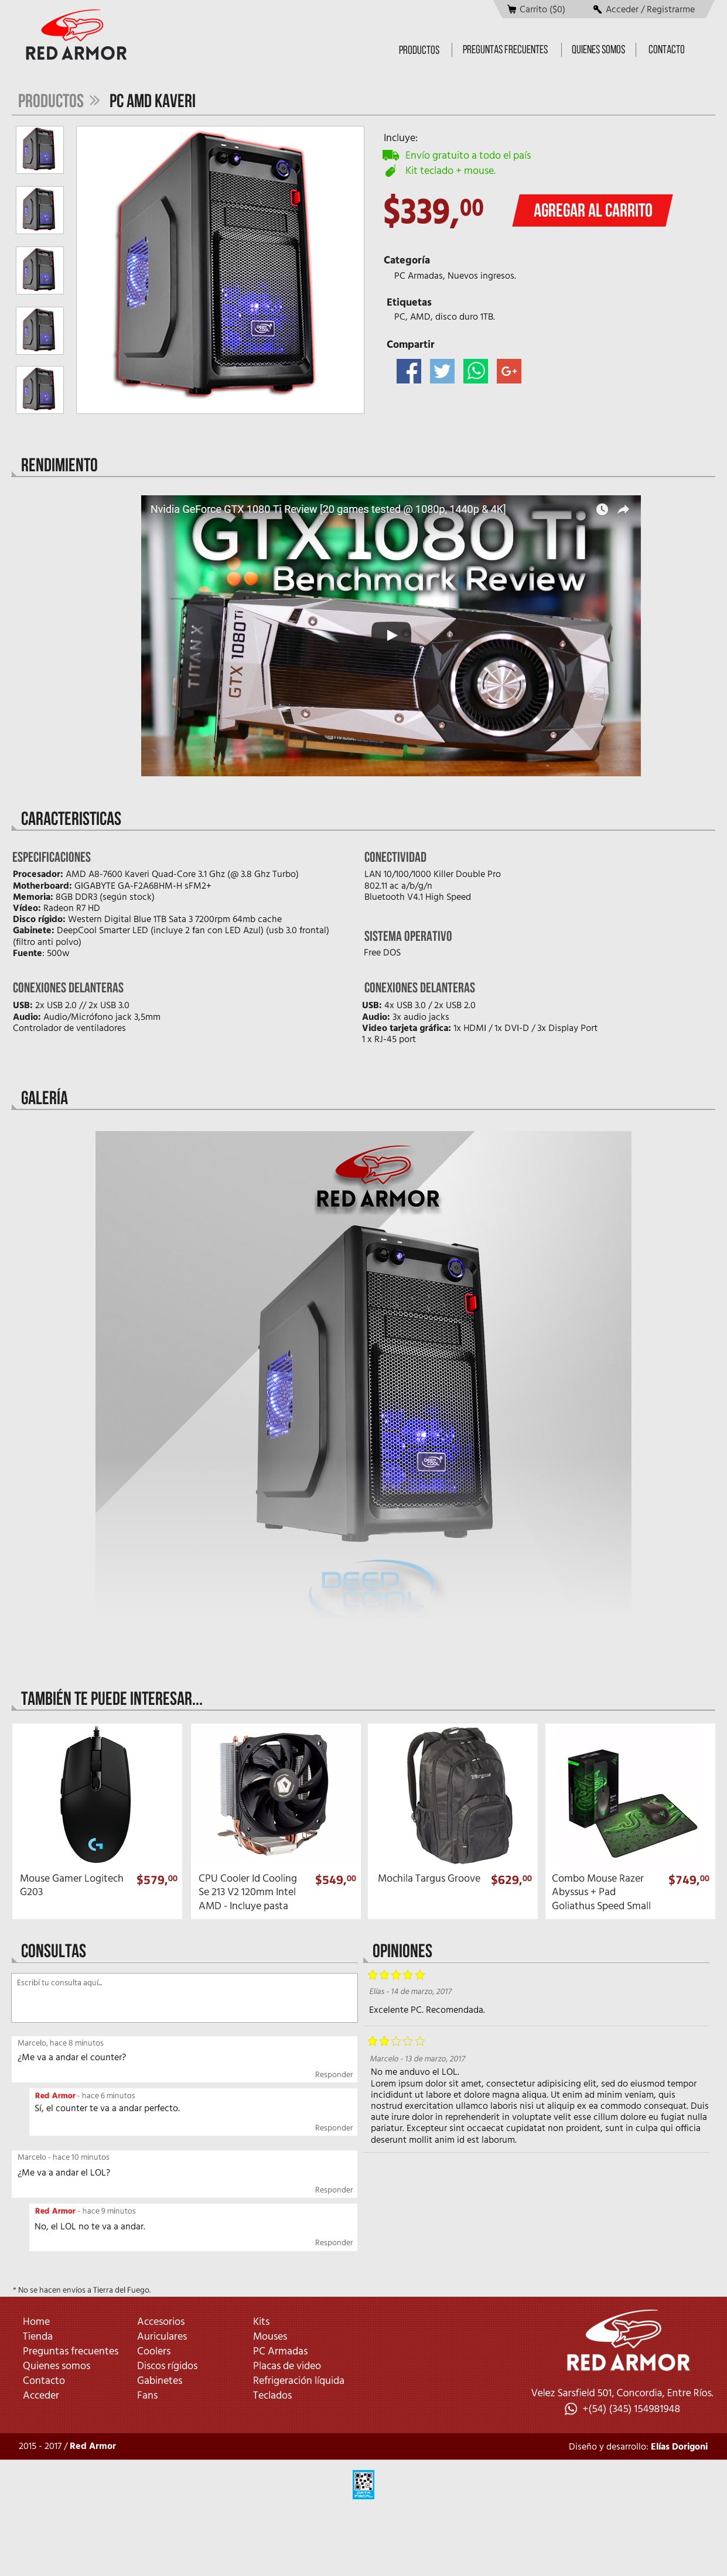 Carrito ($0)
Acceder / Registrarme
RED ARMOR
PRODUCTOS
PREGUNTAS FRECUENTES
QUIENES SOMOS
CONTACTO
PRODUCTOS » PC AMD KAVERI
Incluye:
Envío gratuito a todo el país
Kit teclado + mouse.
$339,00
AGREGAR AL CARRITO
Categoría
PC Armadas, Nuevos ingresos.
Etiquetas
PC, AMD, disco duro 1TB.
Compartir
G+
RENDIMIENTO
Nvidia GeForce GTX 1080 Ti Review [20 games tested @ 1080p, 1440p & 4K]
GTX 1080 Ti
Benchmark Review
TITAN X
GTX 1080 Ti
CARACTERISTICAS
ESPECIFICACIONES
Procesador: AMD A8-7600 Kaveri Quad-Core 3.1 Ghz (@ 3.8 Ghz Turbo)
Motherboard: GIGABYTE GA-F2A68HM-H sFM2+
Memoria: 8GB DDR3 (según stock)
Vídeo: Radeon R7 HD
Disco rígido: Western Digital Blue 1TB Sata 3 7200rpm 64mb cache
Gabinete: DeepCool Smarter LED (incluye 2 fan con LED Azul) (usb 3.0 frontal)
(filtro anti polvo)
Fuente: 500w
CONECTIVIDAD
LAN 10/100/1000 Killer Double Pro
802.11 ac a/b/g/n
Bluetooth V4.1 High Speed
SISTEMA OPERATIVO
Free DOS
CONEXIONES DELANTERAS
USB: 2x USB 2.0 // 2x USB 3.0
Audio: Audio/Micrófono jack 3,5mm
Controlador de ventiladores
CONEXIONES DELANTERAS
USB: 4x USB 3.0 / 2x USB 2.0
Audio: 3x audio jacks
Video tarjeta gráfica: 1x HDMI / 1x DVI-D / 3x Display Port
1 x RJ-45 port
GALERÍA
RED ARMOR
DEEP
COOL
DEEP
COOL
TAMBIÉN TE PUEDE INTERESAR...
Targus
Mouse Gamer Logitech
G203
$579,00
CPU Cooler Id Cooling
Se 213 V2 120mm Intel
AMD - Incluye pasta
$549,00
Mochila Targus Groove
$629,00
Combo Mouse Razer
Abyssus + Pad
Goliathus Speed Small
$749,00
CONSULTAS
Escribí tu consulta aquí...
Marcelo, hace 8 minutos
¿Me va a andar el counter?
Responder
Red Armor - hace 6 minutos
Sí, el counter te va a andar perfecto.
Responder
Marcelo - hace 10 minutos
¿Me va a andar el LOL?
Responder
Red Armor - hace 9 minutos
No, el LOL no te va a andar.
Responder
OPINIONES
Elías - 14 de marzo, 2017
Excelente PC. Recomendada.
Marcelo - 13 de marzo, 2017
No me anduvo el LOL.
Lorem ipsum dolor sit amet, consectetur adipisicing elit, sed do eiusmod tempor
incididunt ut labore et dolore magna aliqua. Ut enim ad minim veniam, quis
nostrud exercitation ullamco laboris nisi ut aliquip ex ea commodo consequat. Duis
aute irure dolor in reprehenderit in voluptate velit esse cillum dolore eu fugiat nulla
pariatur. Excepteur sint occaecat cupidatat non proident, sunt in culpa qui officia
deserunt mollit anim id est laborum.
* No se hacen envíos a Tierra del Fuego.
Home
Tienda
Preguntas frecuentes
Quienes somos
Contacto
Acceder
Accesorios
Auriculares
Coolers
Discos rígidos
Gabinetes
Fans
Kits
Mouses
PC Armadas
Placas de video
Refrigeración líquida
Teclados
RED ARMOR
Velez Sarsfield 501, Concordia, Entre Ríos.
+(54) (345) 154981948
2015 - 2017 / Red Armor
Diseño y desarrollo: Elías Dorigoni
DATA
FISCAL